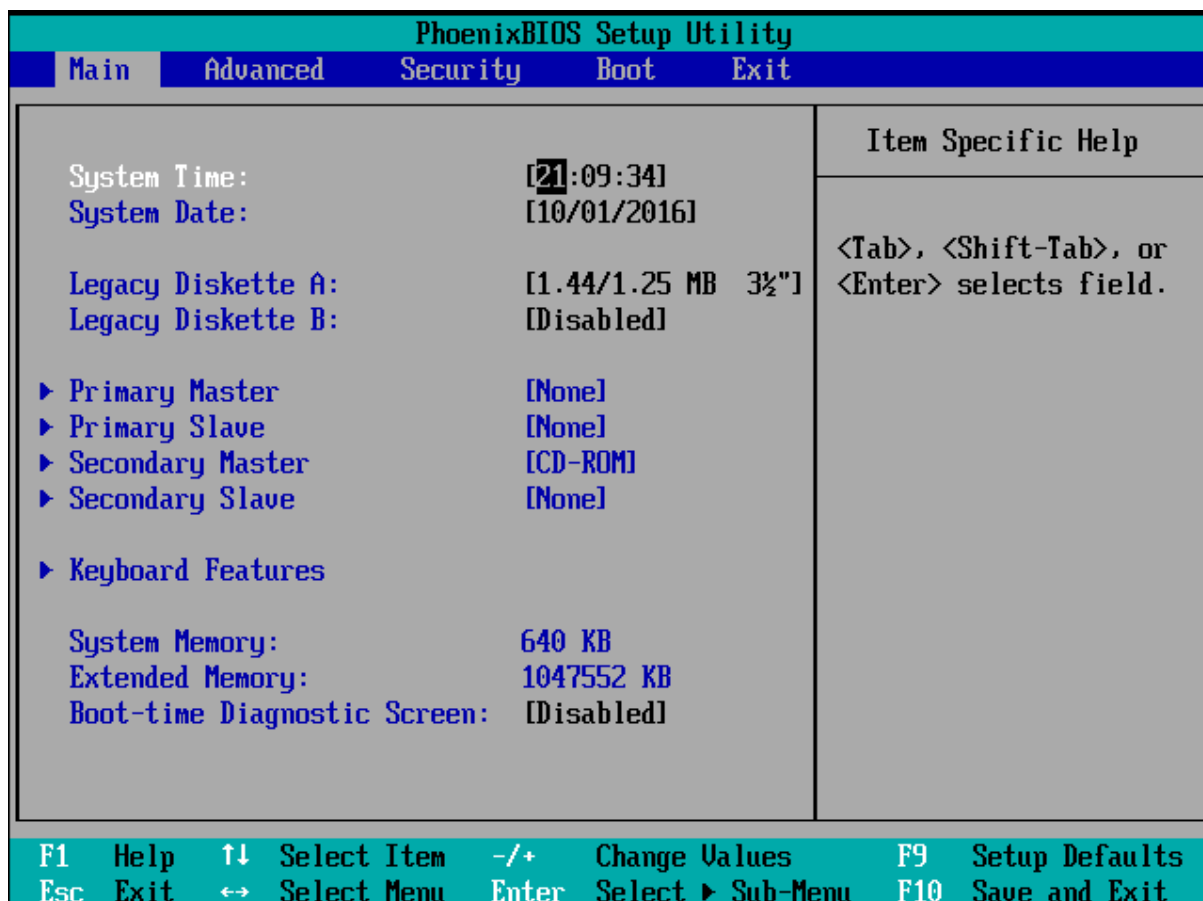 PhoenixBIOS Setup Utility
Main Advanced Security Boot Exit
Item Specific Help
System Time: [21:09:34]
System Date: [10/01/2016]
<Tab>, <Shift-Tab>, or
<Enter> selects field.
Legacy Diskette A: [1.44/1.25 MB 3½"]
Legacy Diskette B: [Disabled]
▶ Primary Master [None]
▶ Primary Slave [None]
▶ Secondary Master [CD-ROM]
▶ Secondary Slave [None]
▶ Keyboard Features
System Memory: 640 KB
Extended Memory: 1047552 KB
Boot-time Diagnostic Screen: [Disabled]
F1 Help ↑↓ Select Item -/+ Change Values F9 Setup Defaults
Esc Exit ↔ Select Menu Enter Select ▶ Sub-Menu F10 Save and Exit